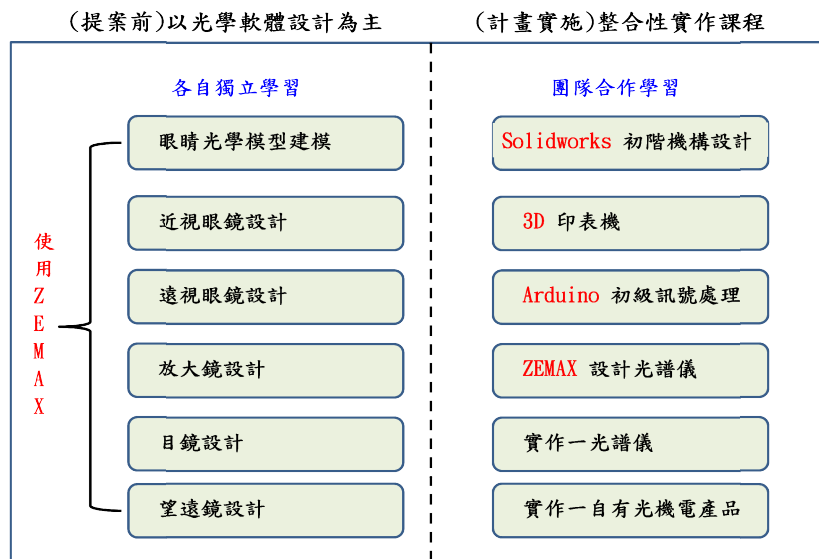 (提案前)以光學軟體設計為主
(計畫實施)整合性實作課程
各自獨立學習
使用ZEMAX
眼睛光學模型建模
近視眼鏡設計
遠視眼鏡設計
放大鏡設計
目鏡設計
望遠鏡設計
團隊合作學習
Solidworks 初階機構設計
3D 印表機
Arduino 初級訊號處理
ZEMAX 設計光譜儀
實作一光譜儀
實作一自有光機電產品